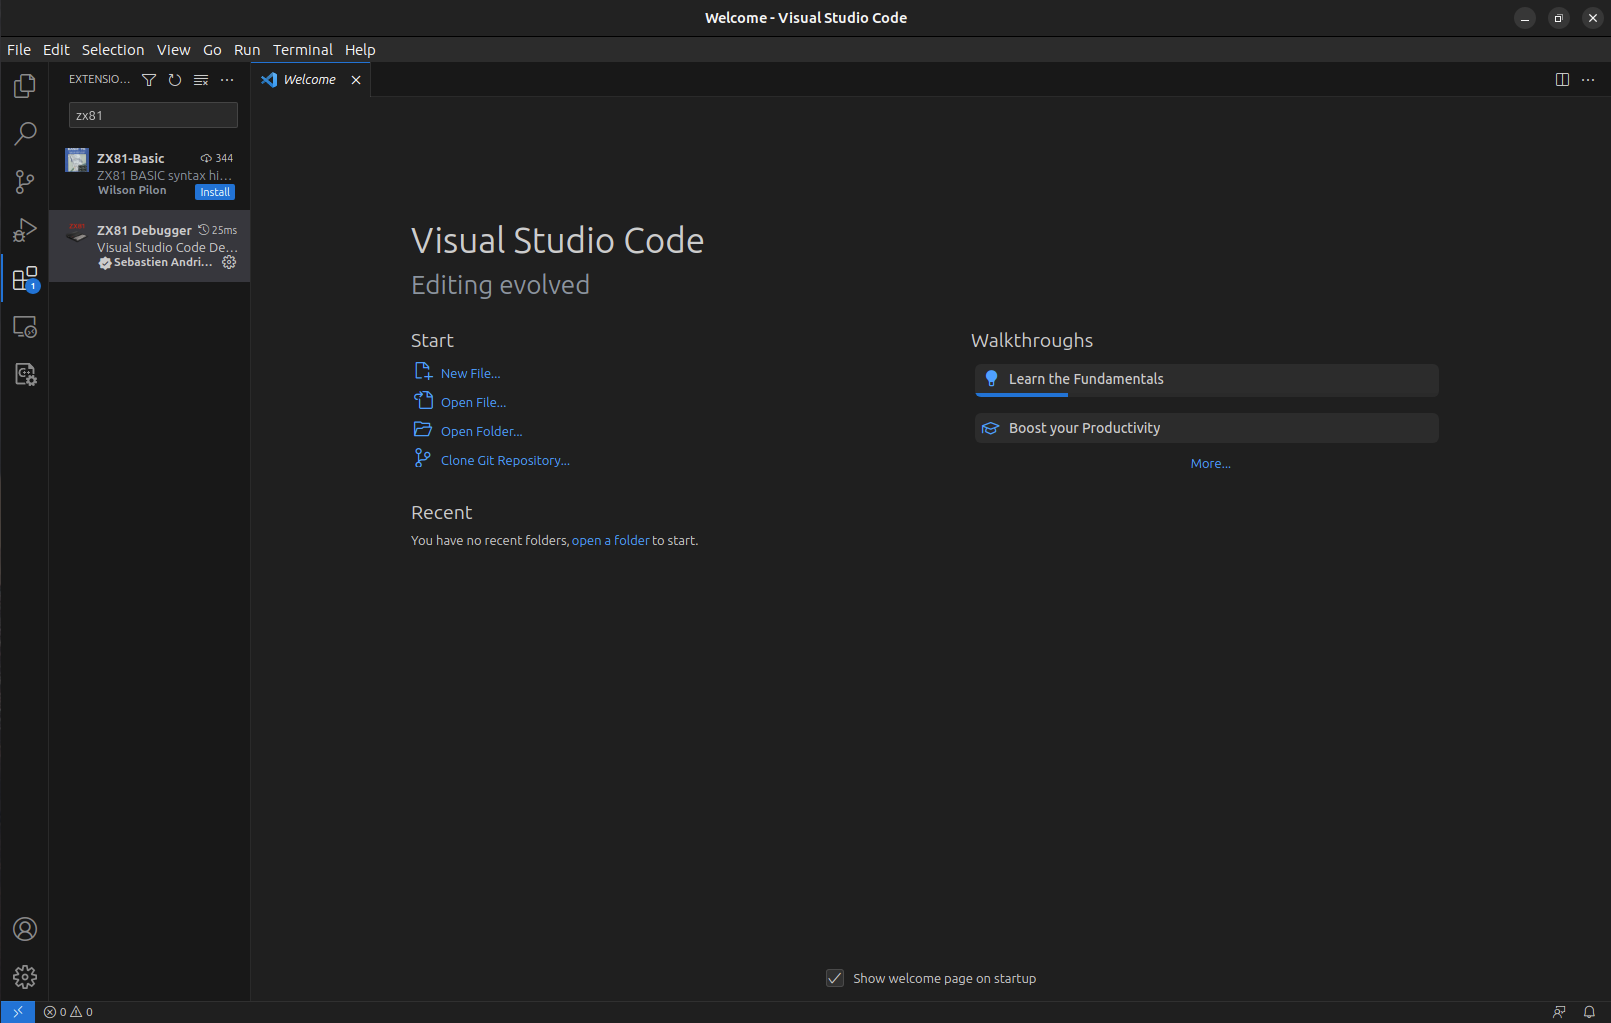 Welcome - Visual Studio Code
File Edit Selection View Go Run Terminal Help
EXTENSIO...
Welcome
zx81
ZX81-Basic 344
ZX81 BASIC syntax hi...
Wilson Pilon Install
ZX81 Debugger 25ms
Visual Studio Code De...
Sebastien Andri...
1
Visual Studio Code
Editing evolved
Start
New File...
Open File...
Open Folder...
Clone Git Repository...
Recent
You have no recent folders, open a folder to start.
Walkthroughs
Learn the Fundamentals
Boost your Productivity
More...
Show welcome page on startup
0 0